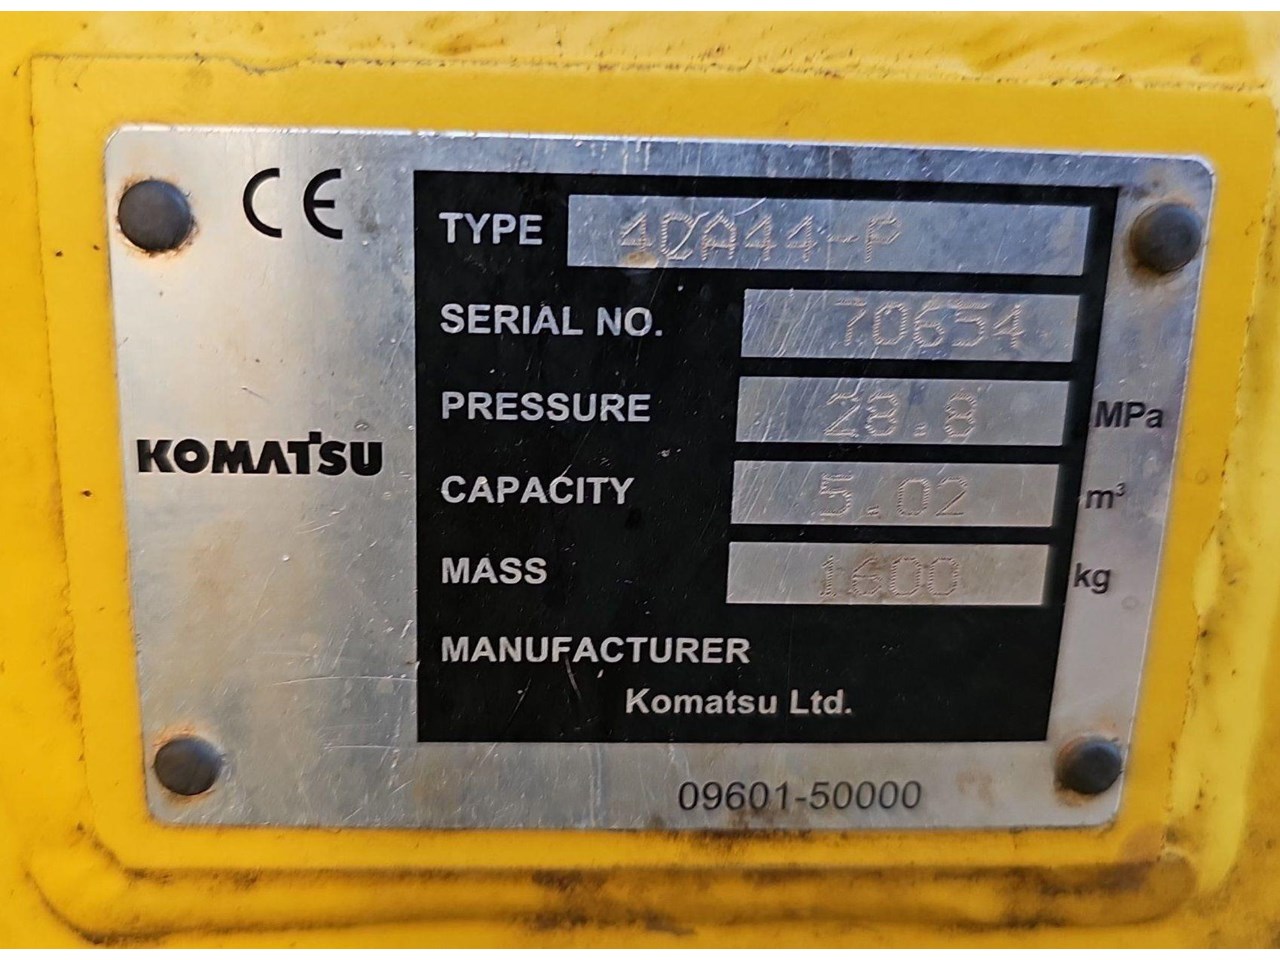 CE
TYPE 4CA44-P
SERIAL NO. 70654
PRESSURE 28.8 MPa
KOMATSU
CAPACITY 5.02 m³
MASS 1600 kg
MANUFACTURER
Komatsu Ltd.
09601-50000